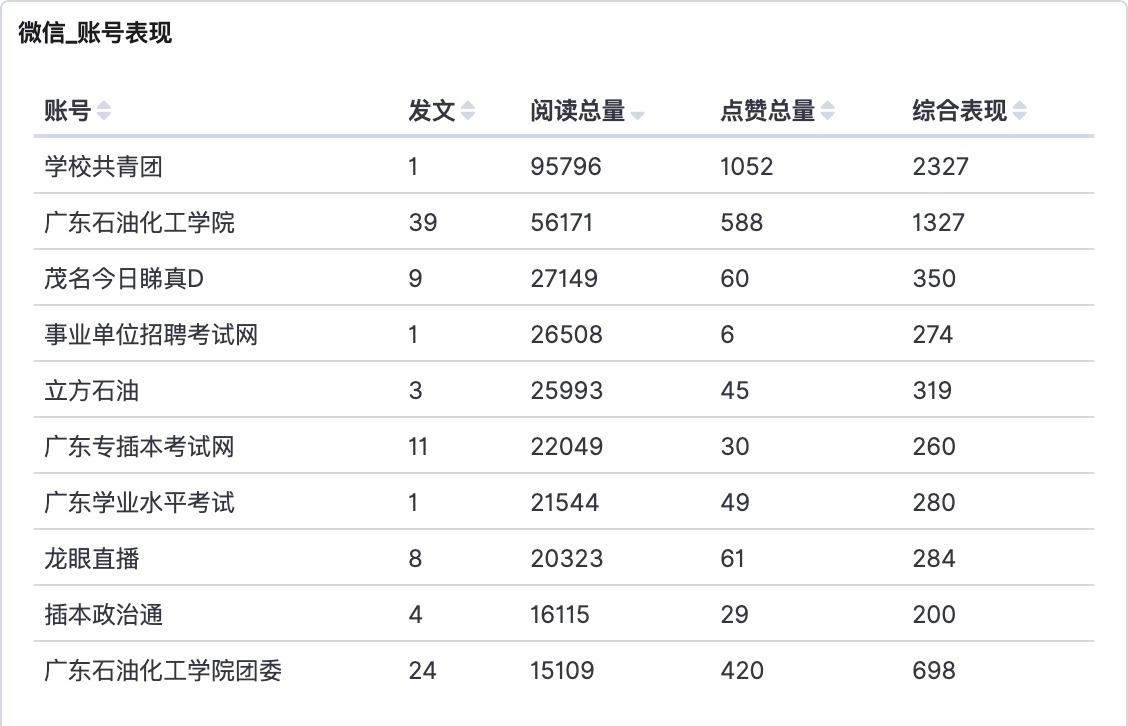 微信_账号表现
账号 发文 阅读总量 点赞总量 综合表现
学校共青团 1 95796 1052 2327
广东石油化工学院 39 56171 588 1327
茂名今日睇真D 9 27149 60 350
事业单位招聘考试网 1 26508 6 274
立方石油 3 25993 45 319
广东专插本考试网 11 22049 30 260
广东学业水平考试 1 21544 49 280
龙眼直播 8 20323 61 284
插本政治通 4 16115 29 200
广东石油化工学院团委 24 15109 420 698